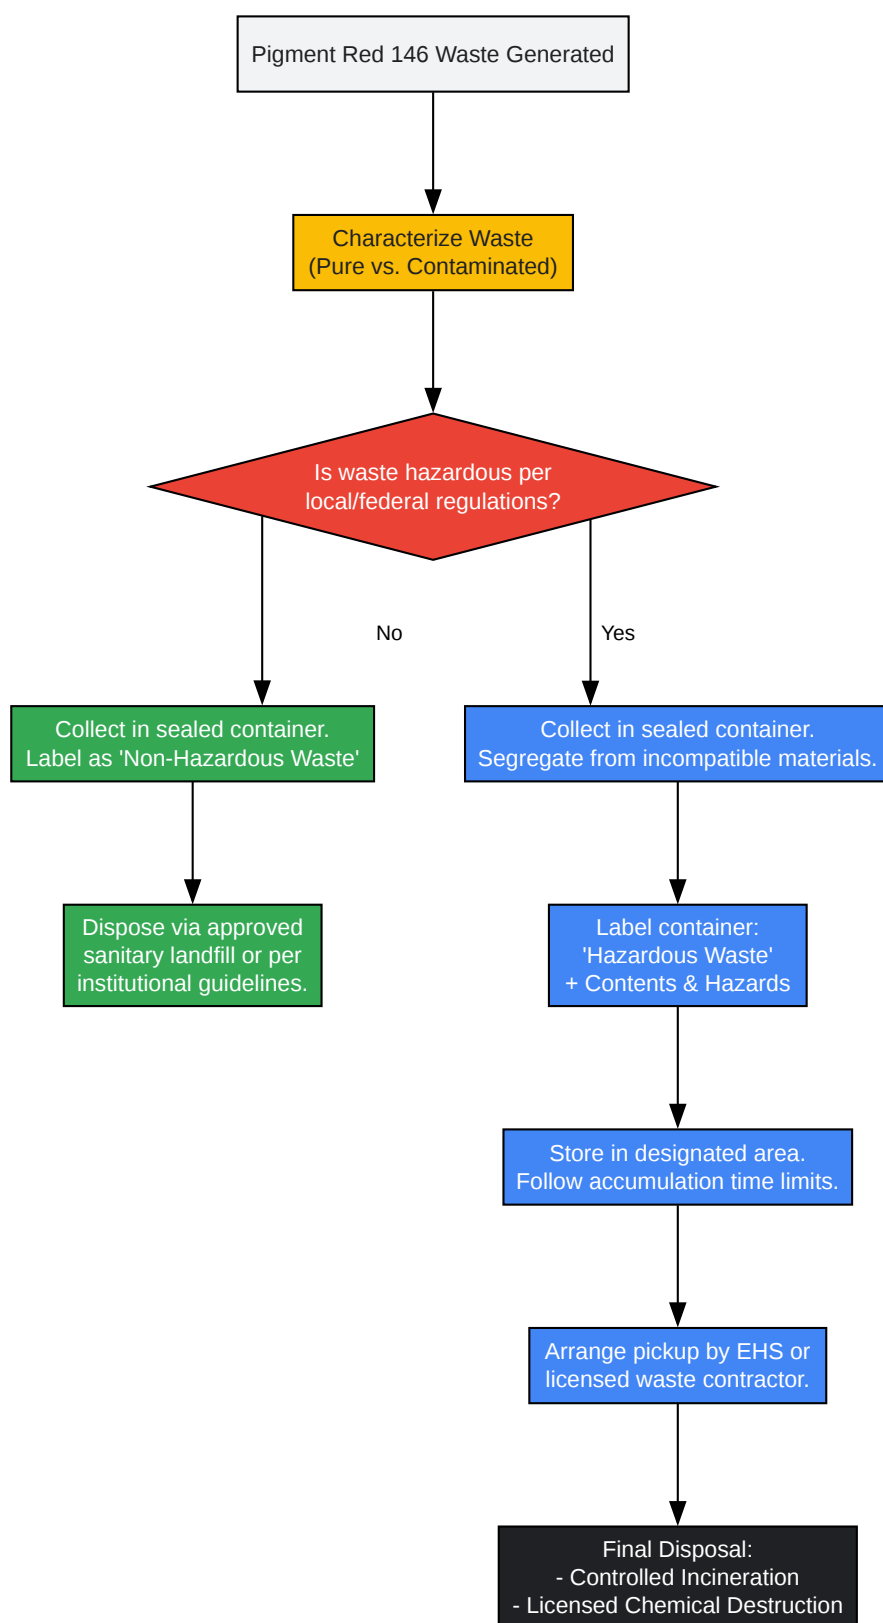 Pigment Red 146 Waste Generated
Characterize Waste
(Pure vs. Contaminated)
Is waste hazardous per
local/federal regulations?
No
Yes
Collect in sealed container.
Label as 'Non-Hazardous Waste'
Collect in sealed container.
Segregate from incompatible materials.
Dispose via approved
sanitary landfill or per
institutional guidelines.
Label container:
'Hazardous Waste'
+ Contents & Hazards
Store in designated area.
Follow accumulation time limits.
Arrange pickup by EHS or
licensed waste contractor.
Final Disposal:
- Controlled Incineration
- Licensed Chemical Destruction